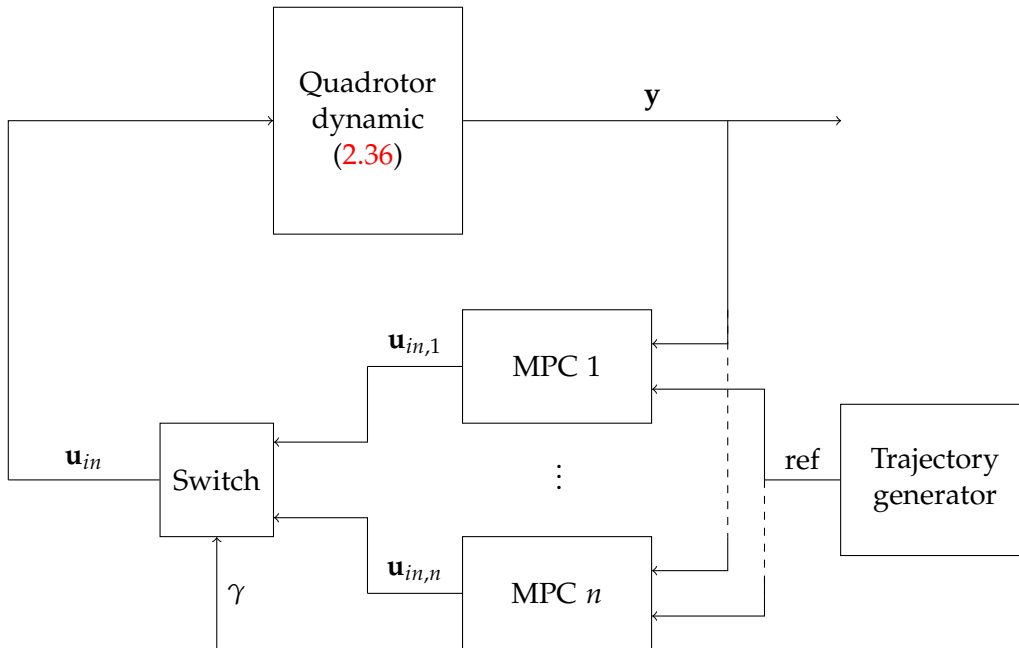 Quadrotor
dynamic
(2.36)
y
u_{in,1}
MPC 1
u_{in}
Switch
⋮
ref
Trajectory
generator
u_{in,n}
MPC n
γ